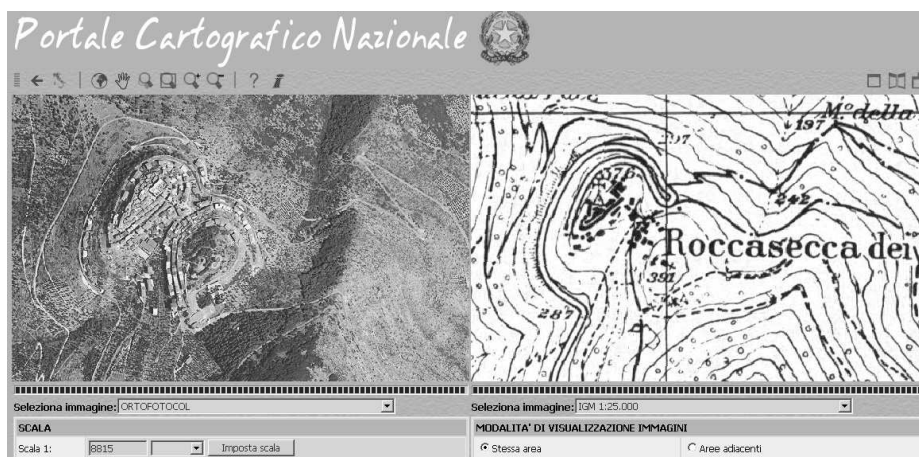 Portale Cartografico Nazionale
M.o della
197
207
242
Roccasecca dei
391
287
Seleziona immagine: ORTOFOTOCOL
Seleziona immagine: IGM 1:25.000
SCALA
MODALITA' DI VISUALIZZAZIONE IMMAGINI
Scala 1: 8815 Imposta scala
Stessa area
Aree adiacenti